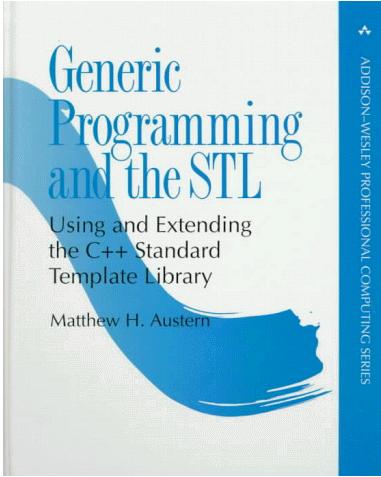 Generic
Programming
and the STL
Using and Extending
the C++ Standard
Template Library
Matthew H. Austern
ADDISON-WESLEY PROFESSIONAL COMPUTING SERIES